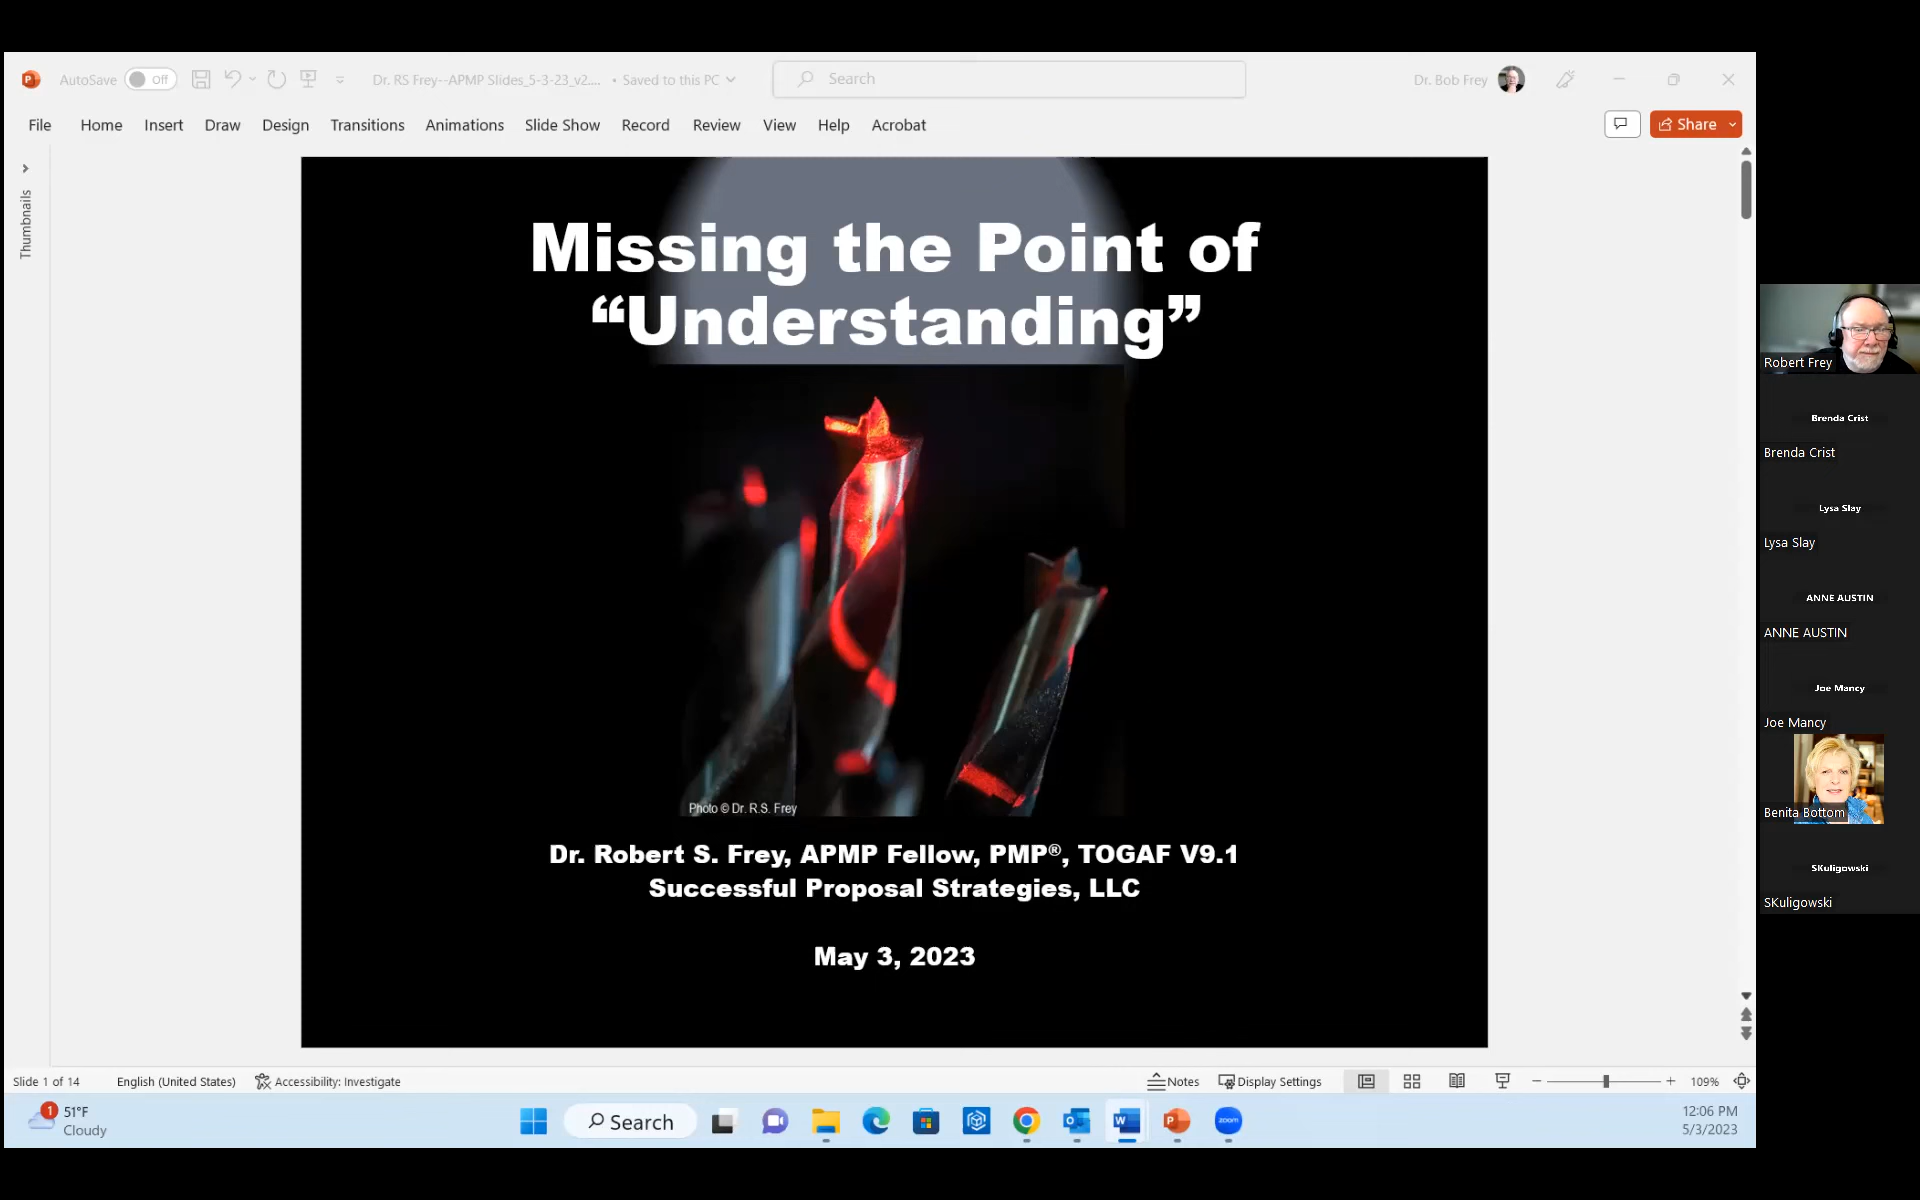 AutoSave
Off
Dr. RS Frey--APMP Slides_5-3-23_v2.... • Saved to this PC
Search
Dr. Bob Frey
File
Home
Insert
Draw
Design
Transitions
Animations
Slide Show
Record
Review
View
Help
Acrobat
Share
Thumbnails
Missing the Point of
“Understanding”
Photo © Dr. R.S. Frey
Dr. Robert S. Frey, APMP Fellow, PMP®, TOGAF V9.1
Successful Proposal Strategies, LLC
May 3, 2023
Robert Frey
Brenda Crist
Brenda Crist
Lysa Slay
Lysa Slay
ANNE AUSTIN
ANNE AUSTIN
Joe Mancy
Joe Mancy
Benita Bottom
SKuligowski
SKuligowski
Slide 1 of 14
English (United States)
Accessibility: Investigate
Notes
Display Settings
109%
1
51°F
Cloudy
Search
zoom
12:06 PM
5/3/2023